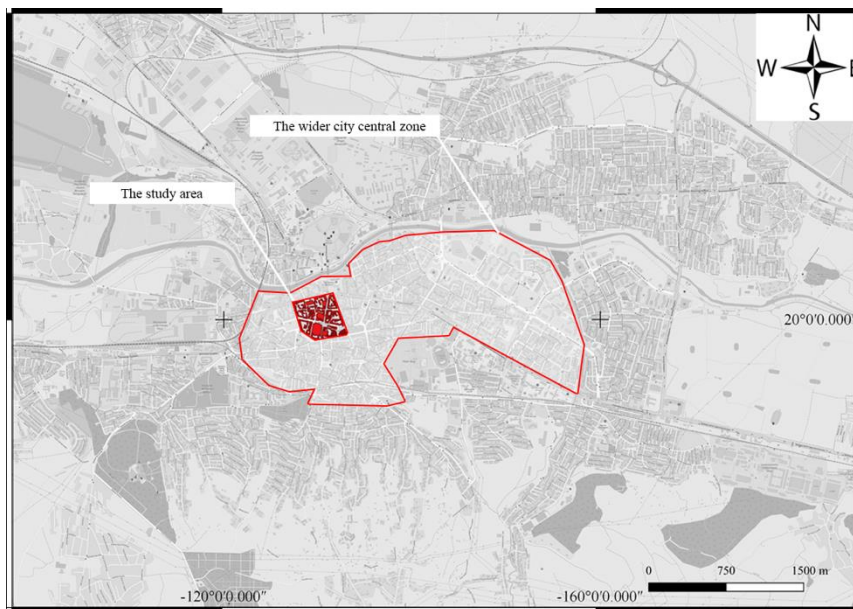 N
W E
S
The wider city central zone
The study area
20°0'0.000"
-120°0'0.000"
-160°0'0.000"
0 750 1500 m